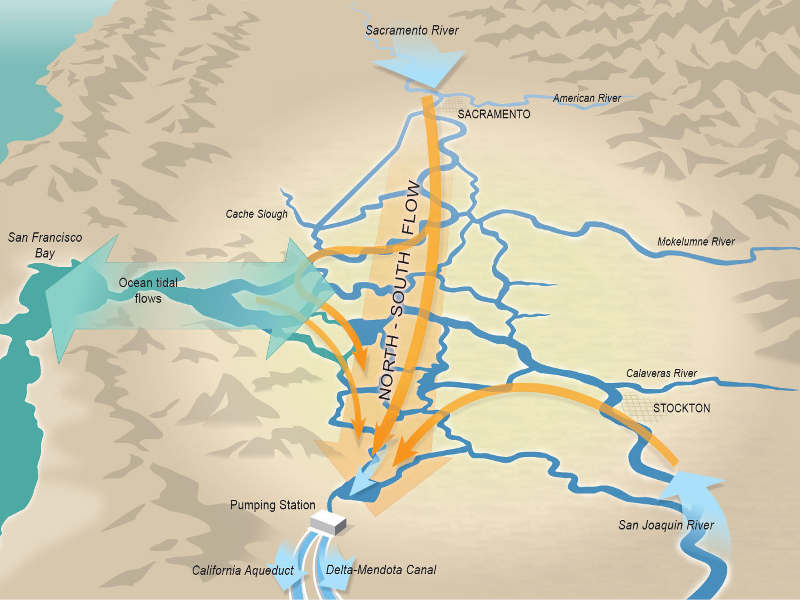 Sacramento River
American River
SACRAMENTO
Cache Slough
NORTH - SOUTH FLOW
San Francisco
Bay
Mokelumne River
Ocean tidal
flows
Calaveras River
STOCKTON
Pumping Station
San Joaquin River
California Aqueduct
Delta-Mendota Canal